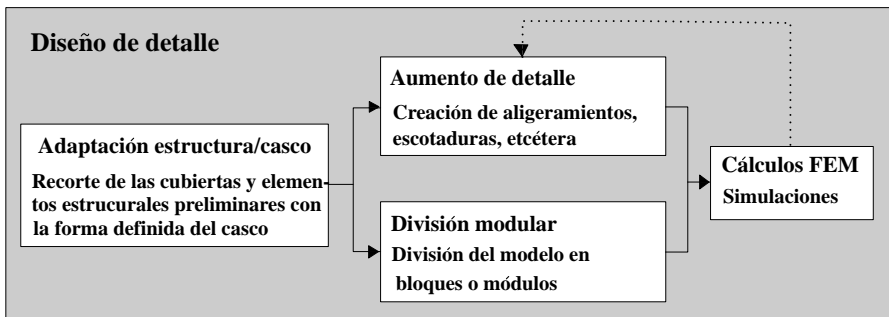 Diseño de detalle
Adaptación estructura/casco
Recorte de las cubiertas y elemen-
tos estrucurales preliminares con
la forma definida del casco
Aumento de detalle
Creación de aligeramientos,
escotaduras, etcétera
División modular
División del modelo en
bloques o módulos
Cálculos FEM
Simulaciones